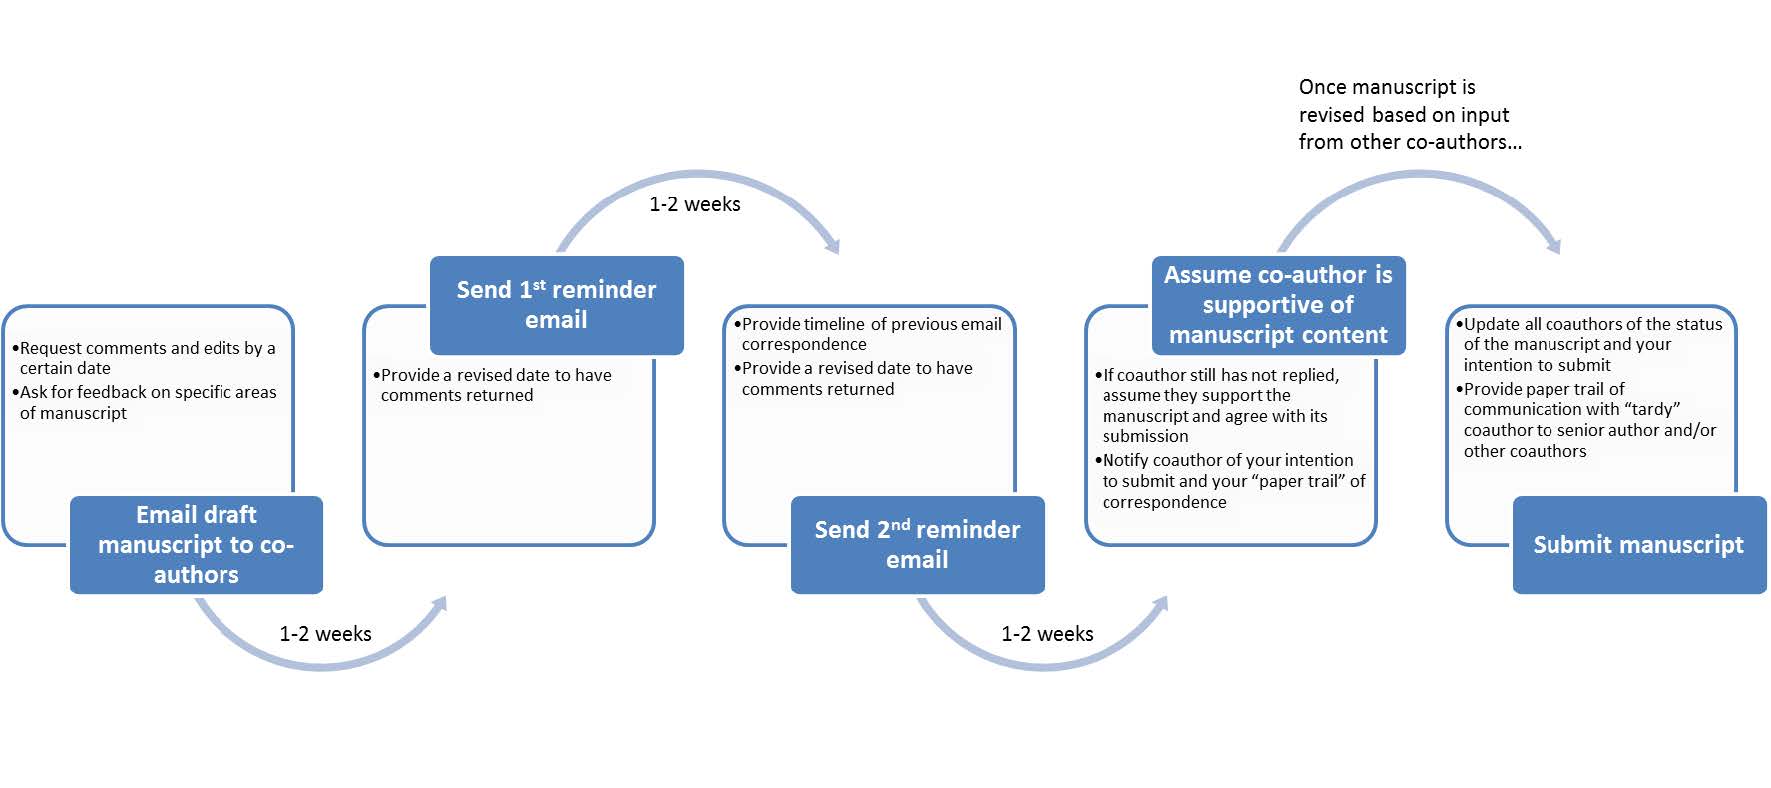 •Request comments and edits by a
certain date
•Ask for feedback on specific areas
of manuscript
Email draft
manuscript to co-
authors
1-2 weeks
Send 1st reminder
email
•Provide a revised date to have
comments returned
1-2 weeks
•Provide timeline of previous email
correspondence
•Provide a revised date to have
comments returned
Send 2nd reminder
email
1-2 weeks
Assume co-author is
supportive of
manuscript content
•If coauthor still has not replied,
assume they support the
manuscript and agree with its
submission
•Notify coauthor of your intention
to submit and your “paper trail” of
correspondence
Once manuscript is
revised based on input
from other co-authors...
•Update all coauthors of the status
of the manuscript and your
intention to submit
•Provide paper trail of
communication with “tardy”
coauthor to senior author and/or
other coauthors
Submit manuscript